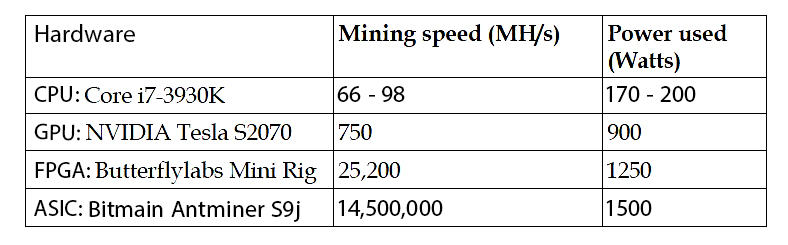 Hardware Mining speed (MH/s) Power used
(Watts)
CPU: Core i7-3930K 66 - 98 170 - 200
GPU: NVIDIA Tesla S2070 750 900
FPGA: Butterflylabs Mini Rig 25,200 1250
ASIC: Bitmain Antminer S9j 14,500,000 1500